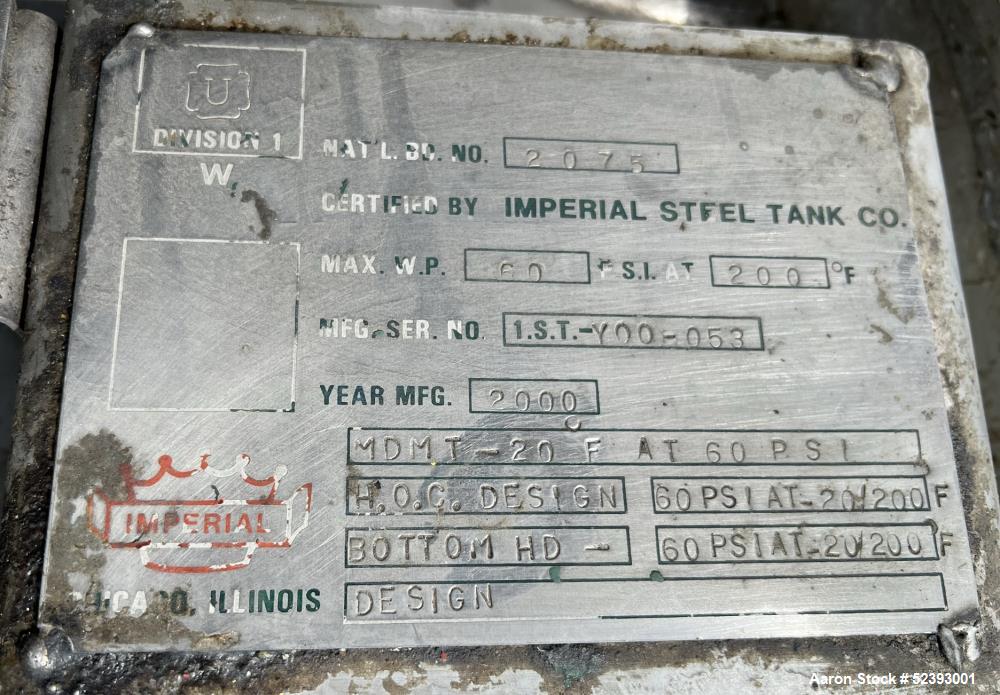 U
DIVISION 1
W
NAT'L. BD. NO. 2075
CERTIFIED BY IMPERIAL STEEL TANK CO.
MAX. W.P. 60 P.S.I. AT 200 °F
MFG. SER. NO. 1.S.T.-Y00-053
YEAR MFG. 2000
MDMT -20 F AT 60 PSI
H.O.C. DESIGN 60 PSI AT-20/200 F
BOTTOM HD - 60 PSI AT-20/200 F
DESIGN
IMPERIAL
CHICAGO, ILLINOIS
Aaron Stock # 52393001